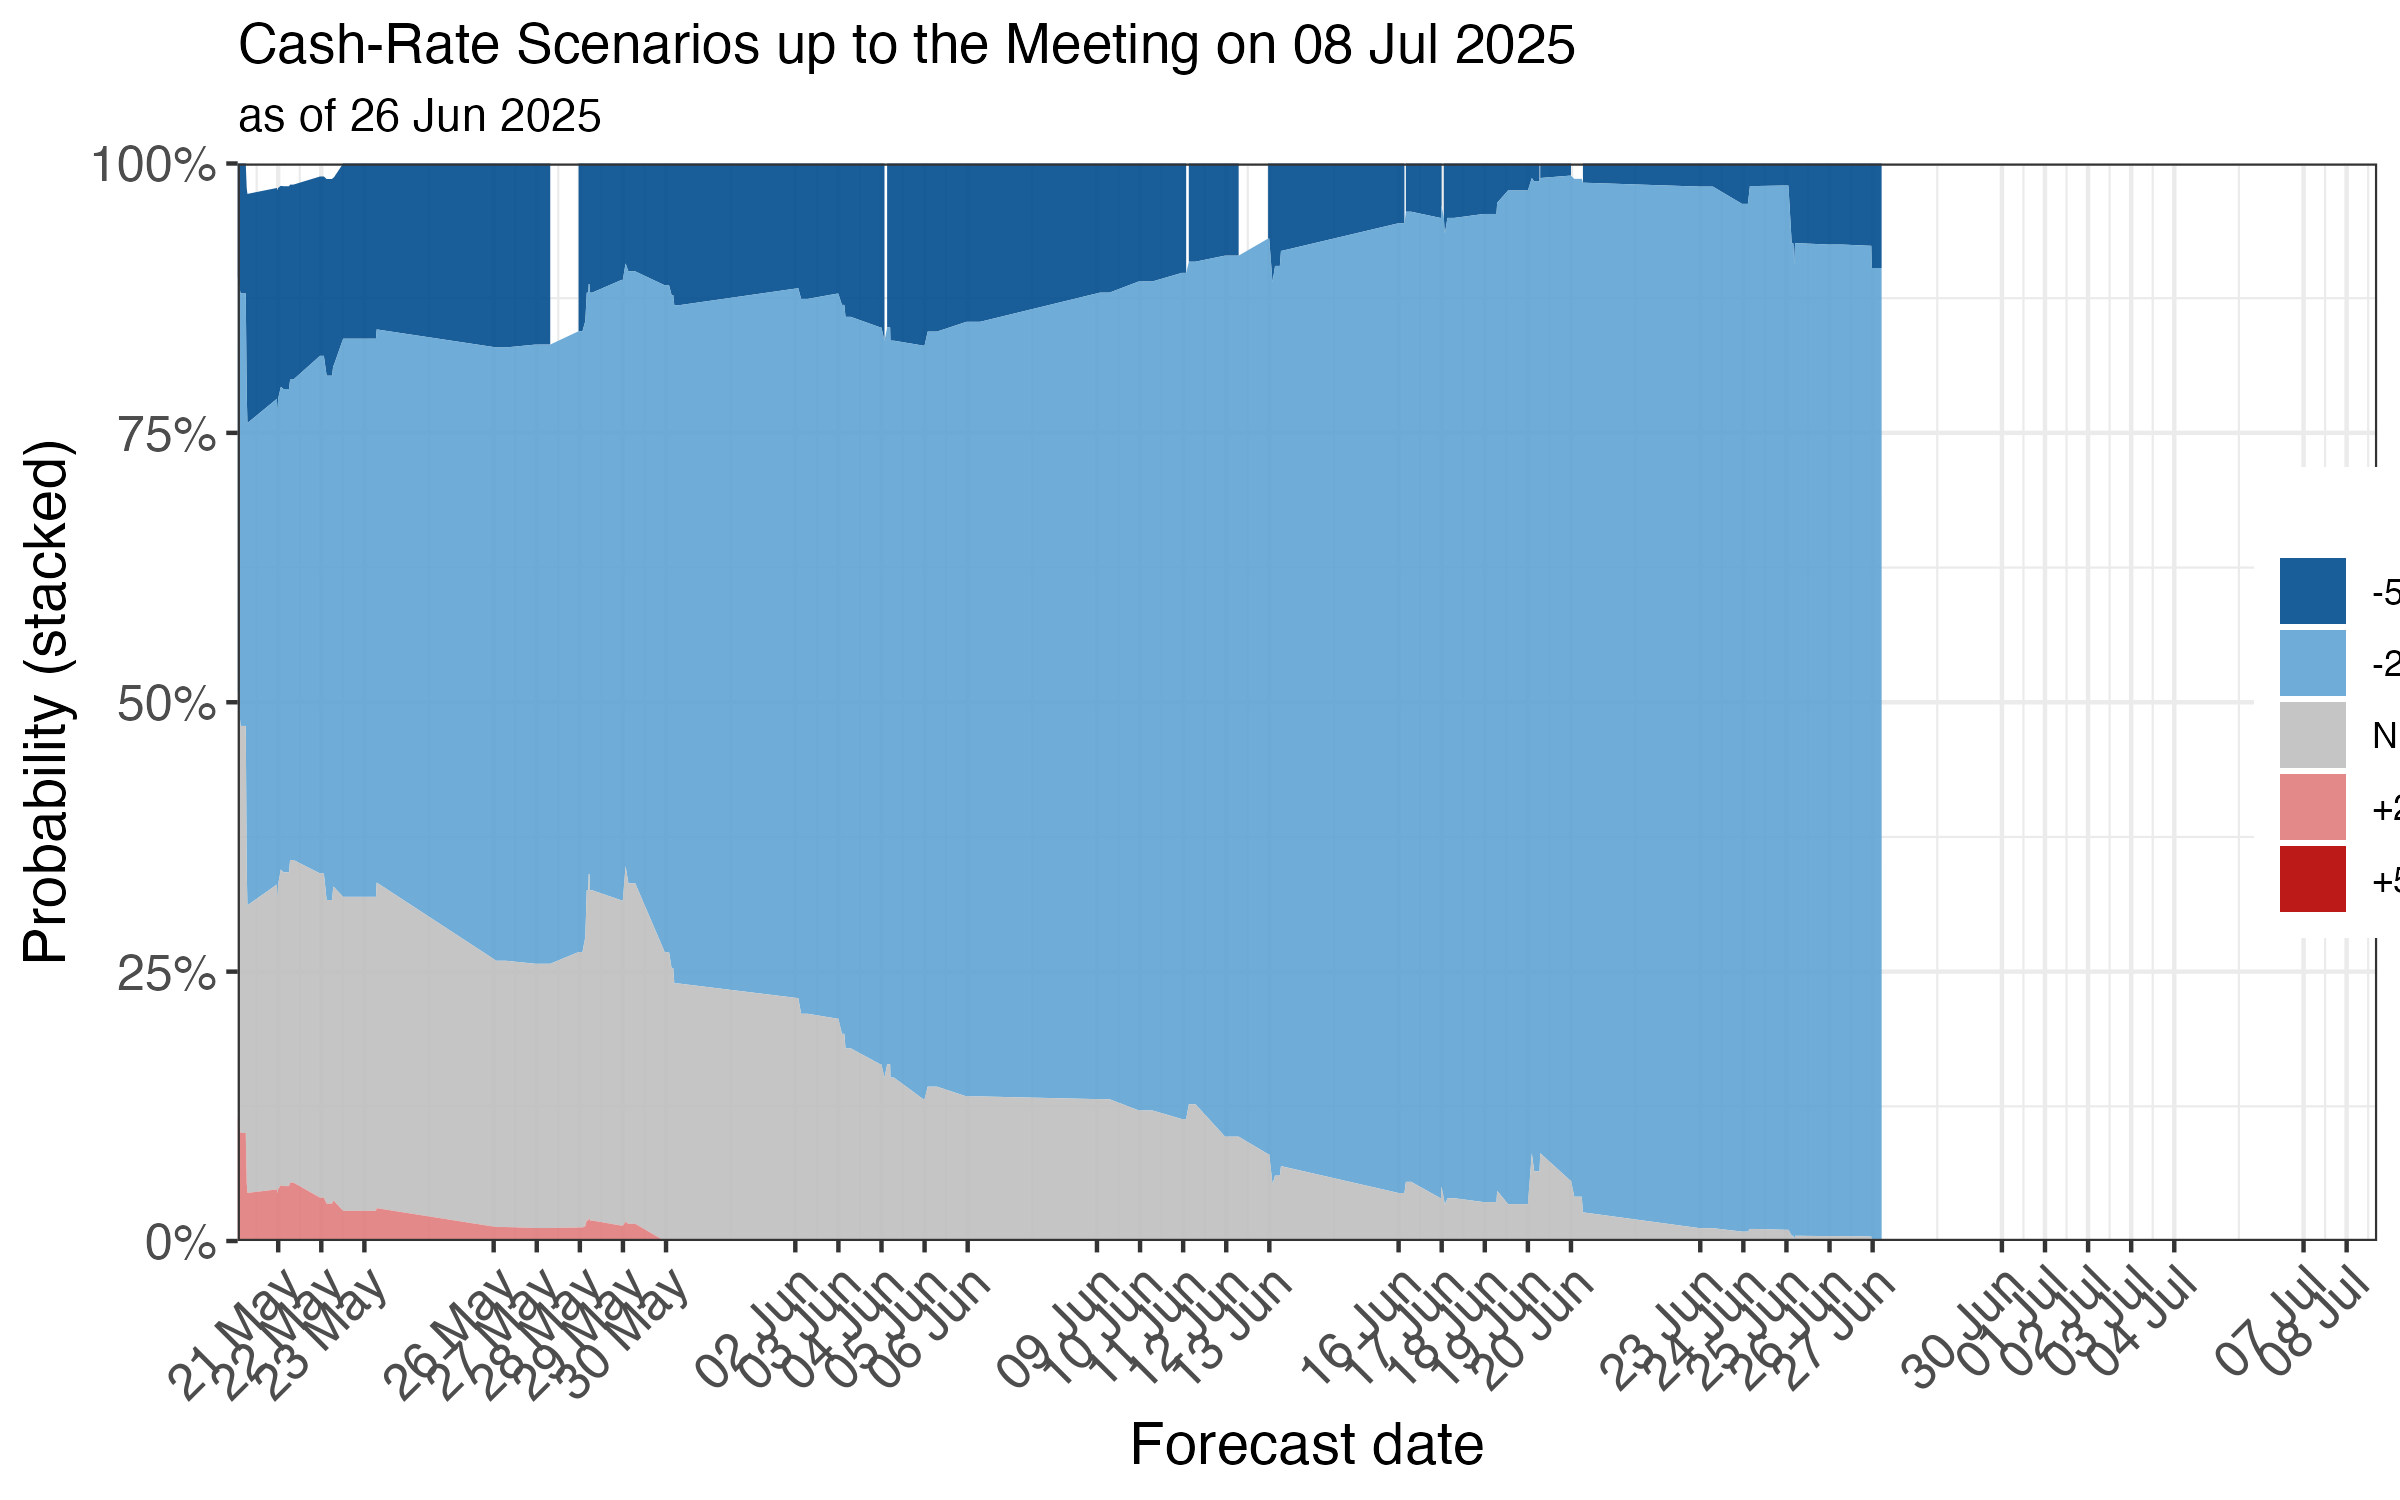 Cash-Rate Scenarios up to the Meeting on 08 Jul 2025
as of 26 Jun 2025
Probability (stacked)
100%
75%
50%
25%
0%
-5
-2
N
+2
+5
21 May
22 May
23 May
26 May
27 May
28 May
29 May
30 May
02 Jun
03 Jun
04 Jun
05 Jun
06 Jun
09 Jun
10 Jun
11 Jun
12 Jun
13 Jun
16 Jun
17 Jun
18 Jun
19 Jun
20 Jun
23 Jun
24 Jun
25 Jun
26 Jun
27 Jun
30 Jun
01 Jul
02 Jul
03 Jul
04 Jul
07 Jul
08 Jul
Forecast date